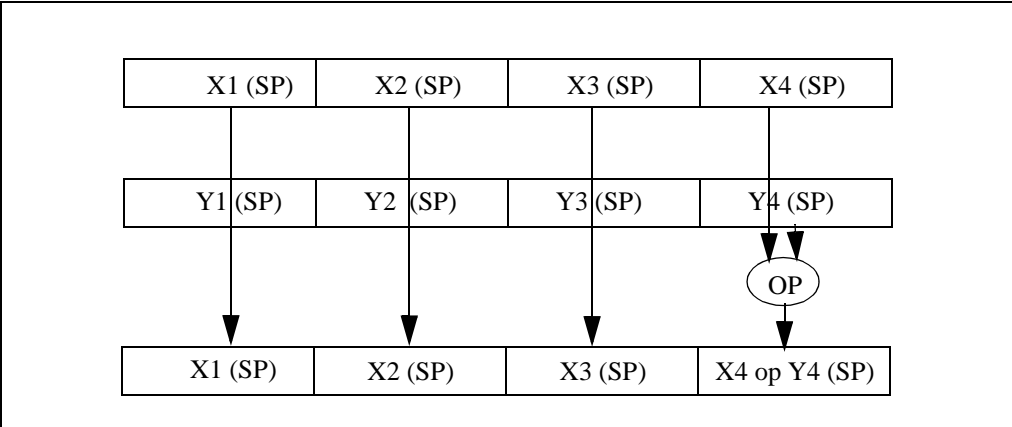 X1 (SP) X2 (SP) X3 (SP) X4 (SP)
Y1 (SP) Y2 (SP) Y3 (SP) Y4 (SP)
OP
X1 (SP) X2 (SP) X3 (SP) X4 op Y4 (SP)